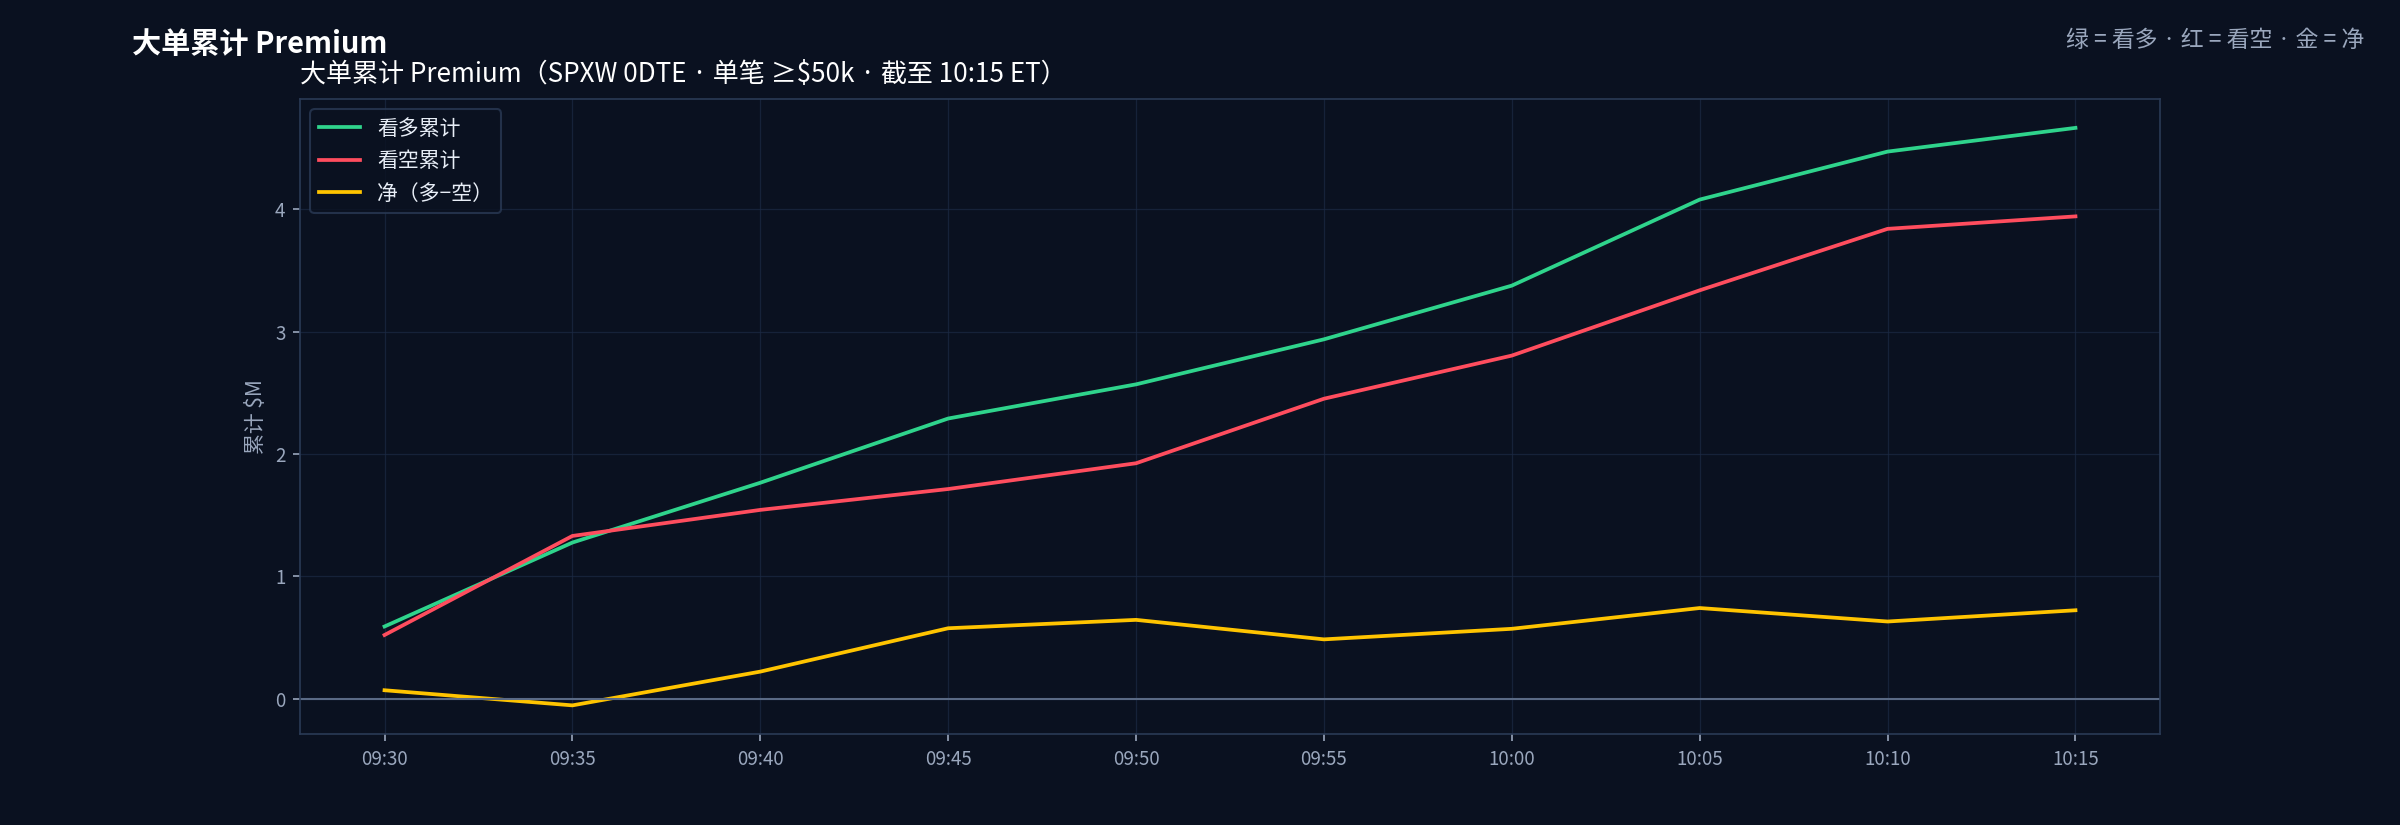 大单累计 Premium
绿 = 看多 · 红 = 看空 · 金 = 净
大单累计 Premium（SPXW 0DTE · 单笔 ≥$50k · 截至 10:15 ET）
看多累计
看空累计
净（多−空）
累计 $M
4
3
2
1
0
09:30 09:35 09:40 09:45 09:50 09:55 10:00 10:05 10:10 10:15